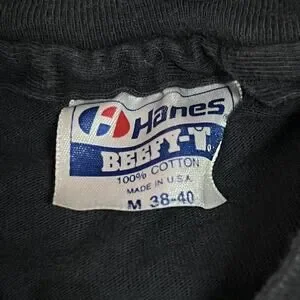 Hanes
BEEFY-T
100% COTTON
MADE IN U.S.A.
M 38-40